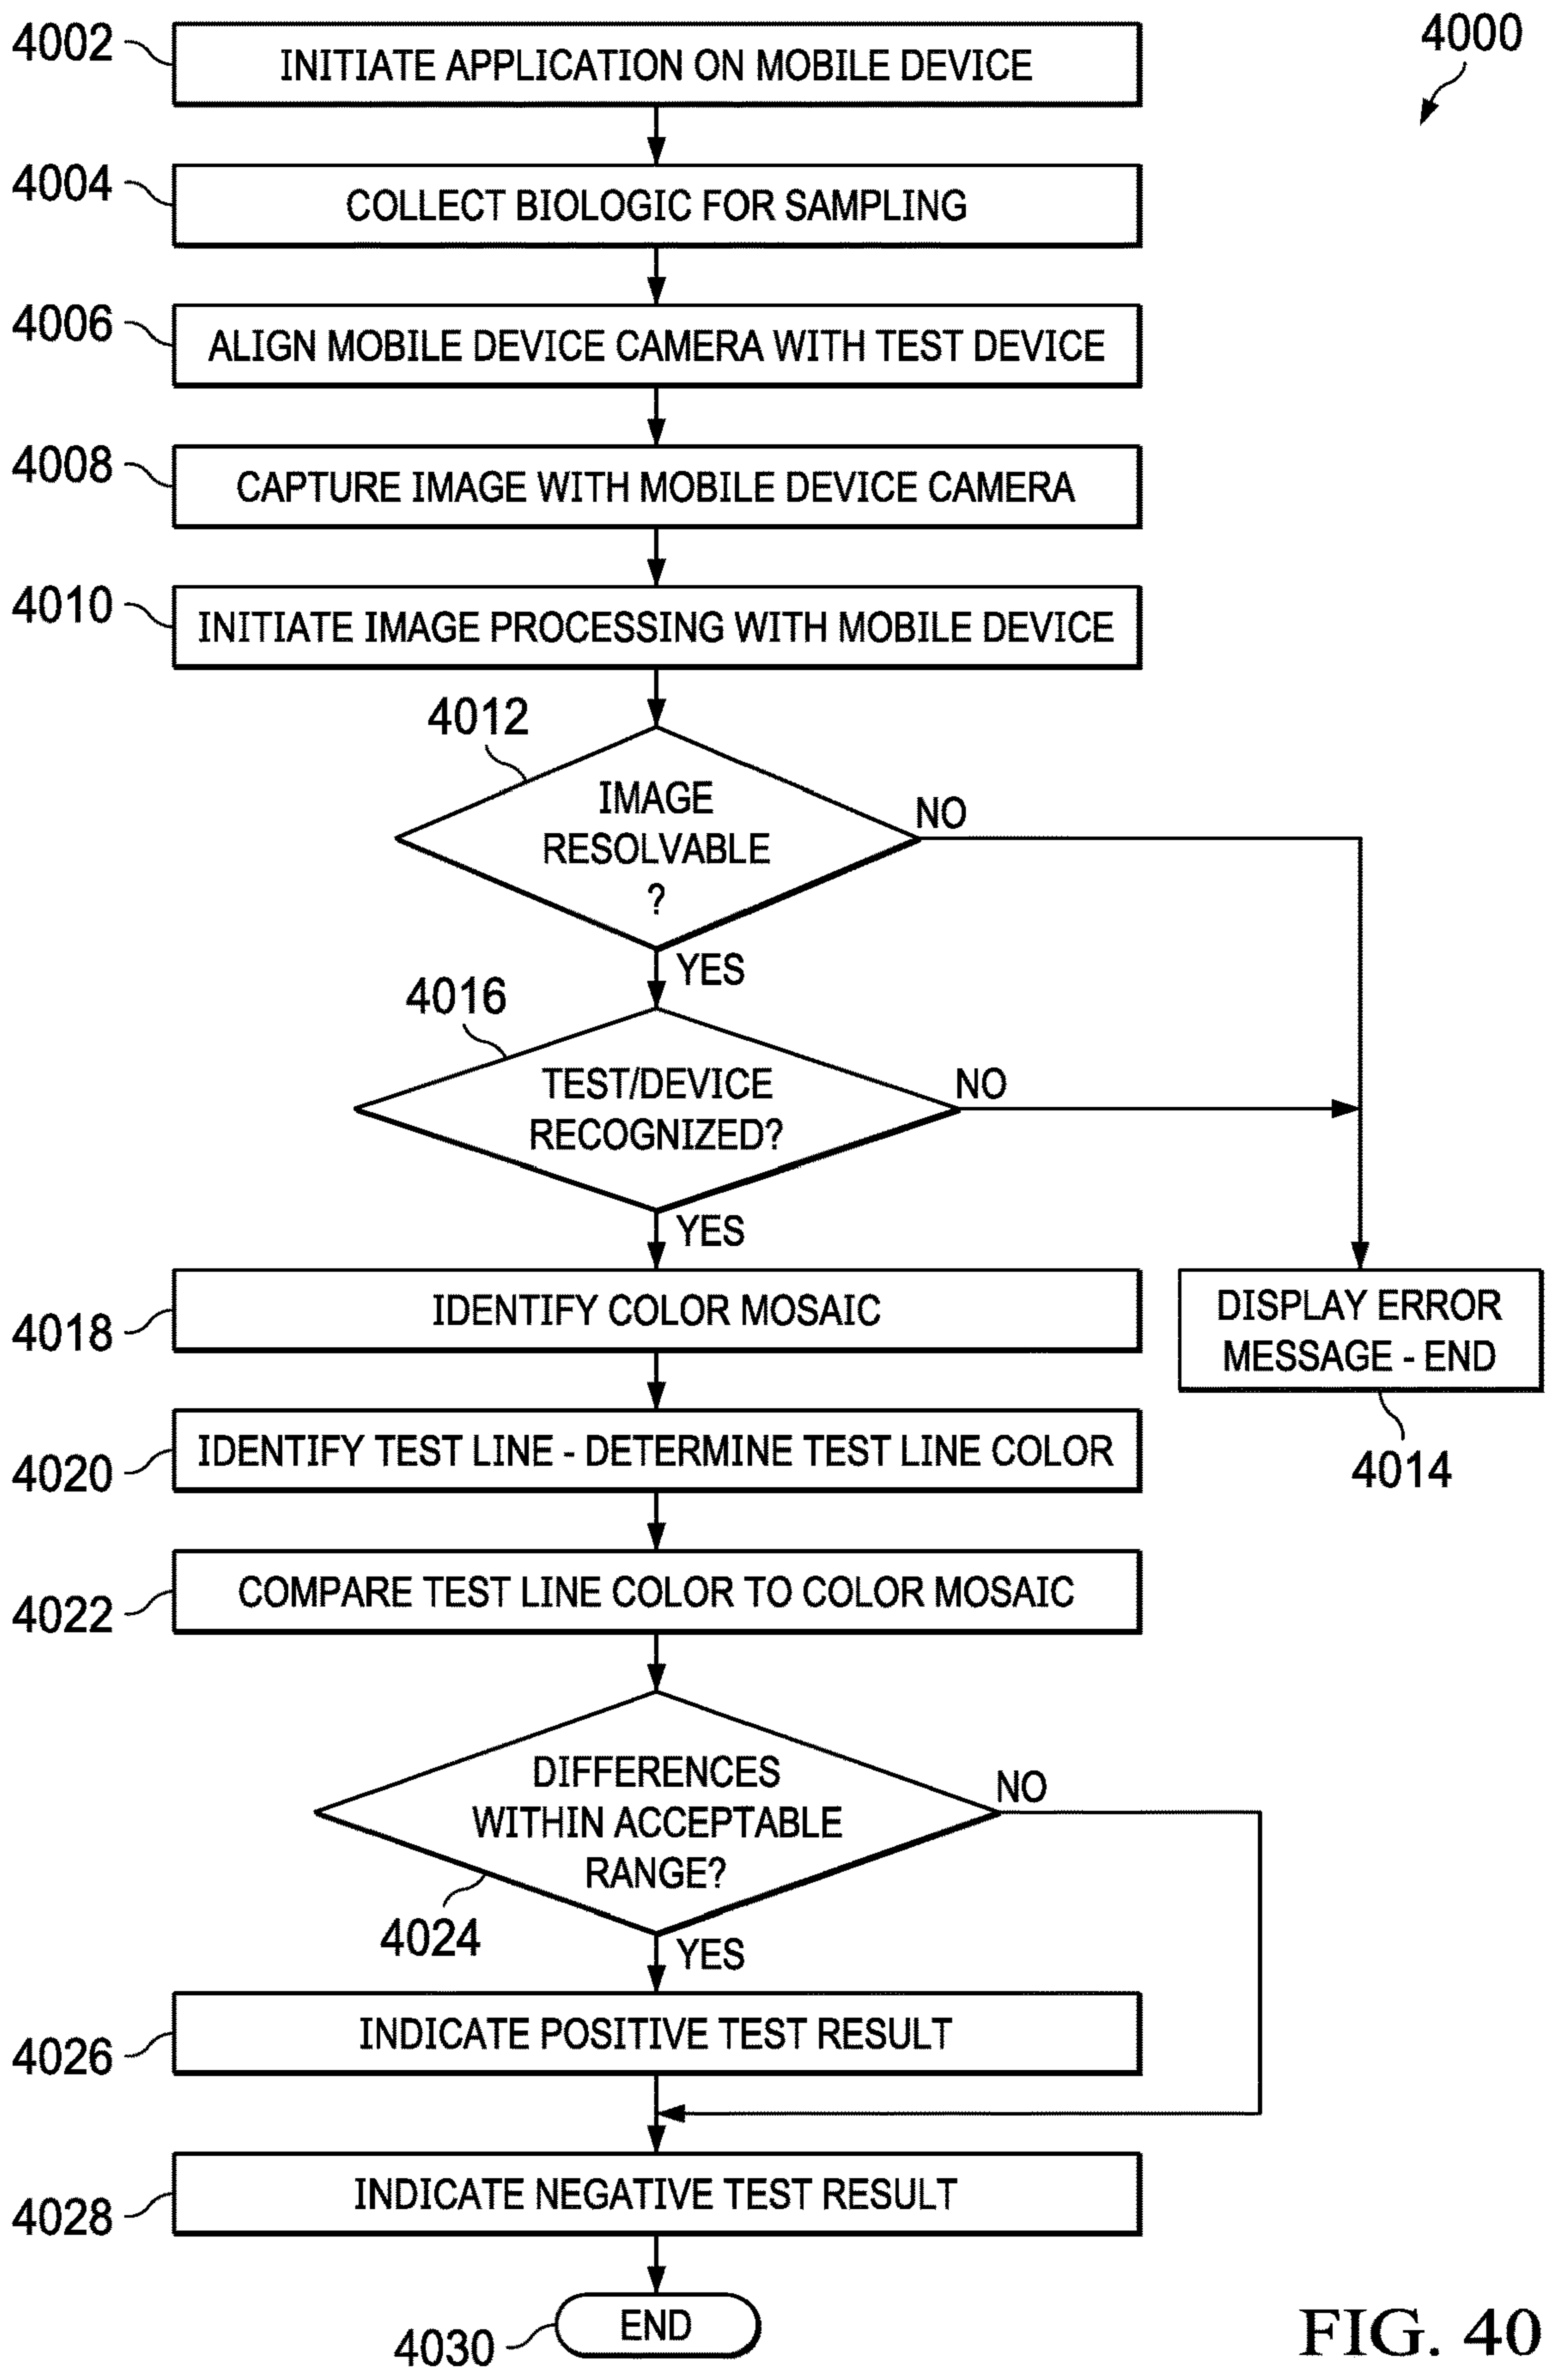 4000
4002
INITIATE APPLICATION ON MOBILE DEVICE
4004
COLLECT BIOLOGIC FOR SAMPLING
4006
ALIGN MOBILE DEVICE CAMERA WITH TEST DEVICE
4008
CAPTURE IMAGE WITH MOBILE DEVICE CAMERA
4010
INITIATE IMAGE PROCESSING WITH MOBILE DEVICE
4012
IMAGE
RESOLVABLE
?
NO
YES
4016
TEST/DEVICE
RECOGNIZED?
NO
YES
4018
IDENTIFY COLOR MOSAIC
DISPLAY ERROR
MESSAGE - END
4014
4020
IDENTIFY TEST LINE - DETERMINE TEST LINE COLOR
4022
COMPARE TEST LINE COLOR TO COLOR MOSAIC
DIFFERENCES
WITHIN ACCEPTABLE
RANGE?
NO
4024
YES
4026
INDICATE POSITIVE TEST RESULT
4028
INDICATE NEGATIVE TEST RESULT
4030
END
FIG. 40